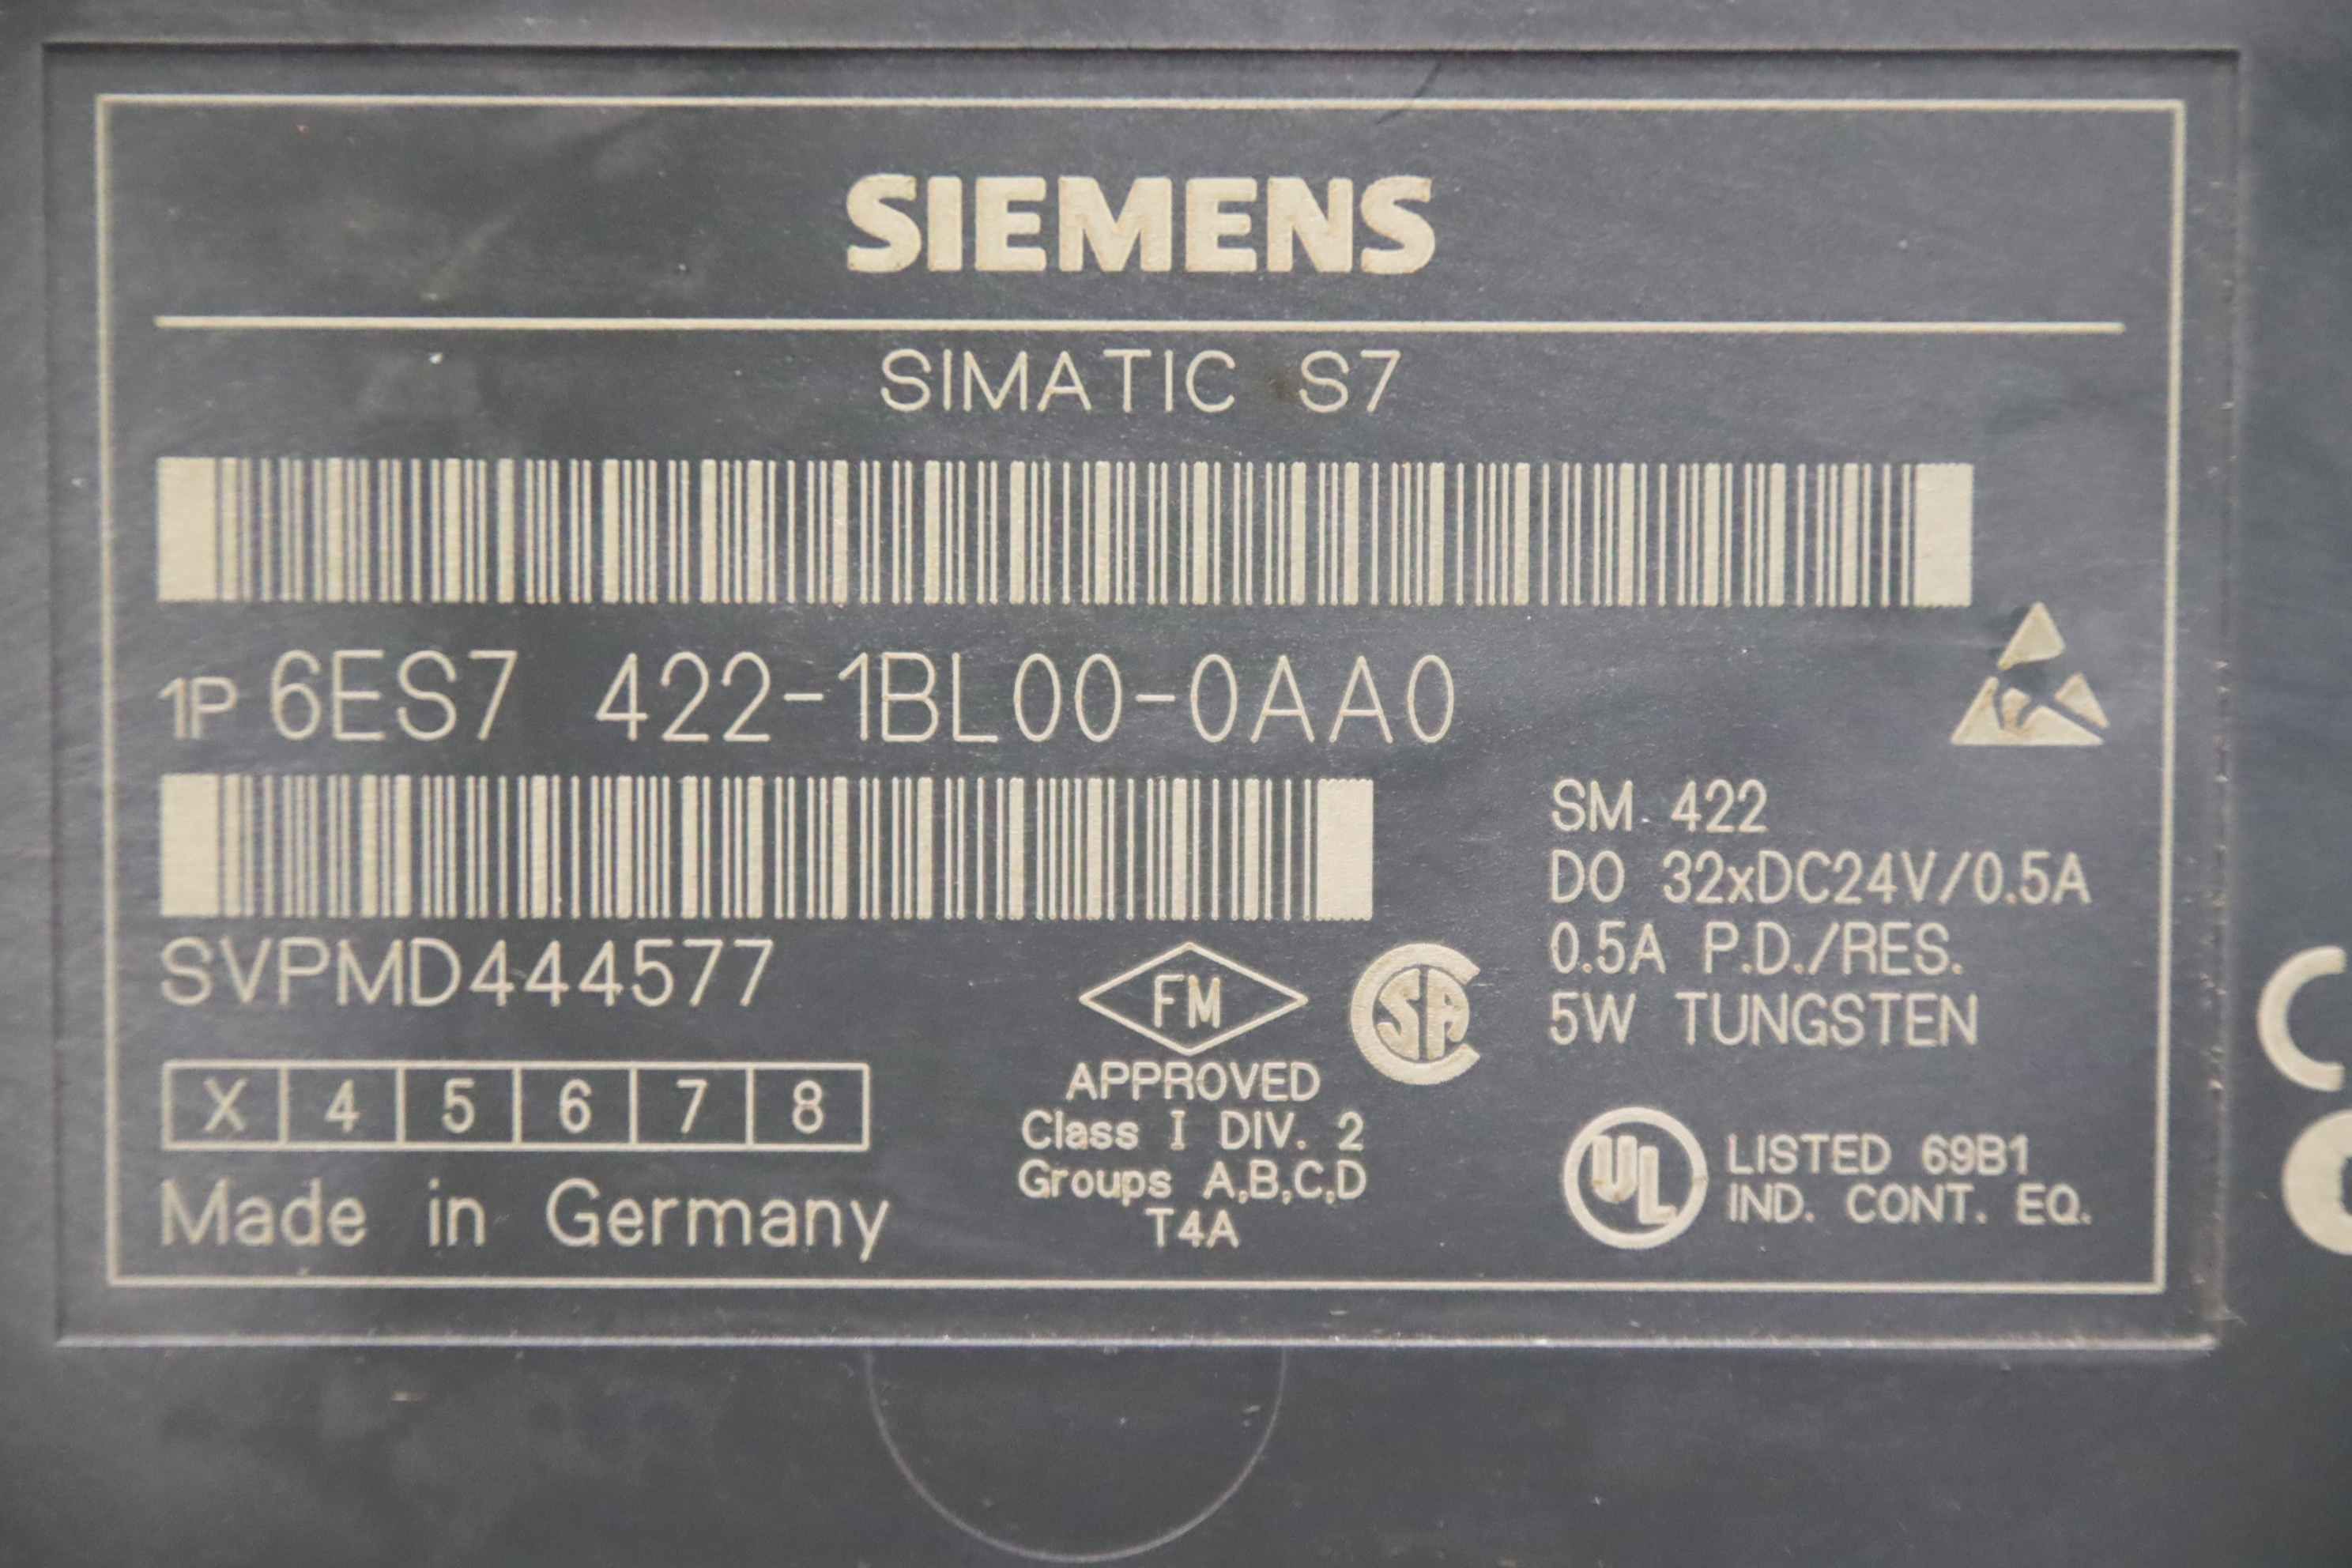 SIEMENS
SIMATIC S7
1P 6ES7 422-1BL00-0AA0
SVPMD444577
SM 422
DO 32xDC24V/0.5A
0.5A P.D./RES.
5W TUNGSTEN
X 4 5 6 7 8
Made in Germany
FM
APPROVED
Class I DIV. 2
Groups A,B,C,D
T4A
SA
UL
LISTED 69B1
IND. CONT. EQ.